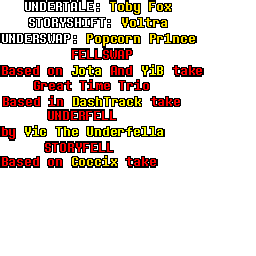 UNDERTALE: Toby Fox
STORYSHIFT: Voltra
UNDERSWAP: Popcorn Pr1nce
FELLSWAP
Based on Jota And YiB take
Great Time Trio
Based in DashTrack take
UNDERFELL
by Vic The Underfella
STORYFELL
Based on Coccix take